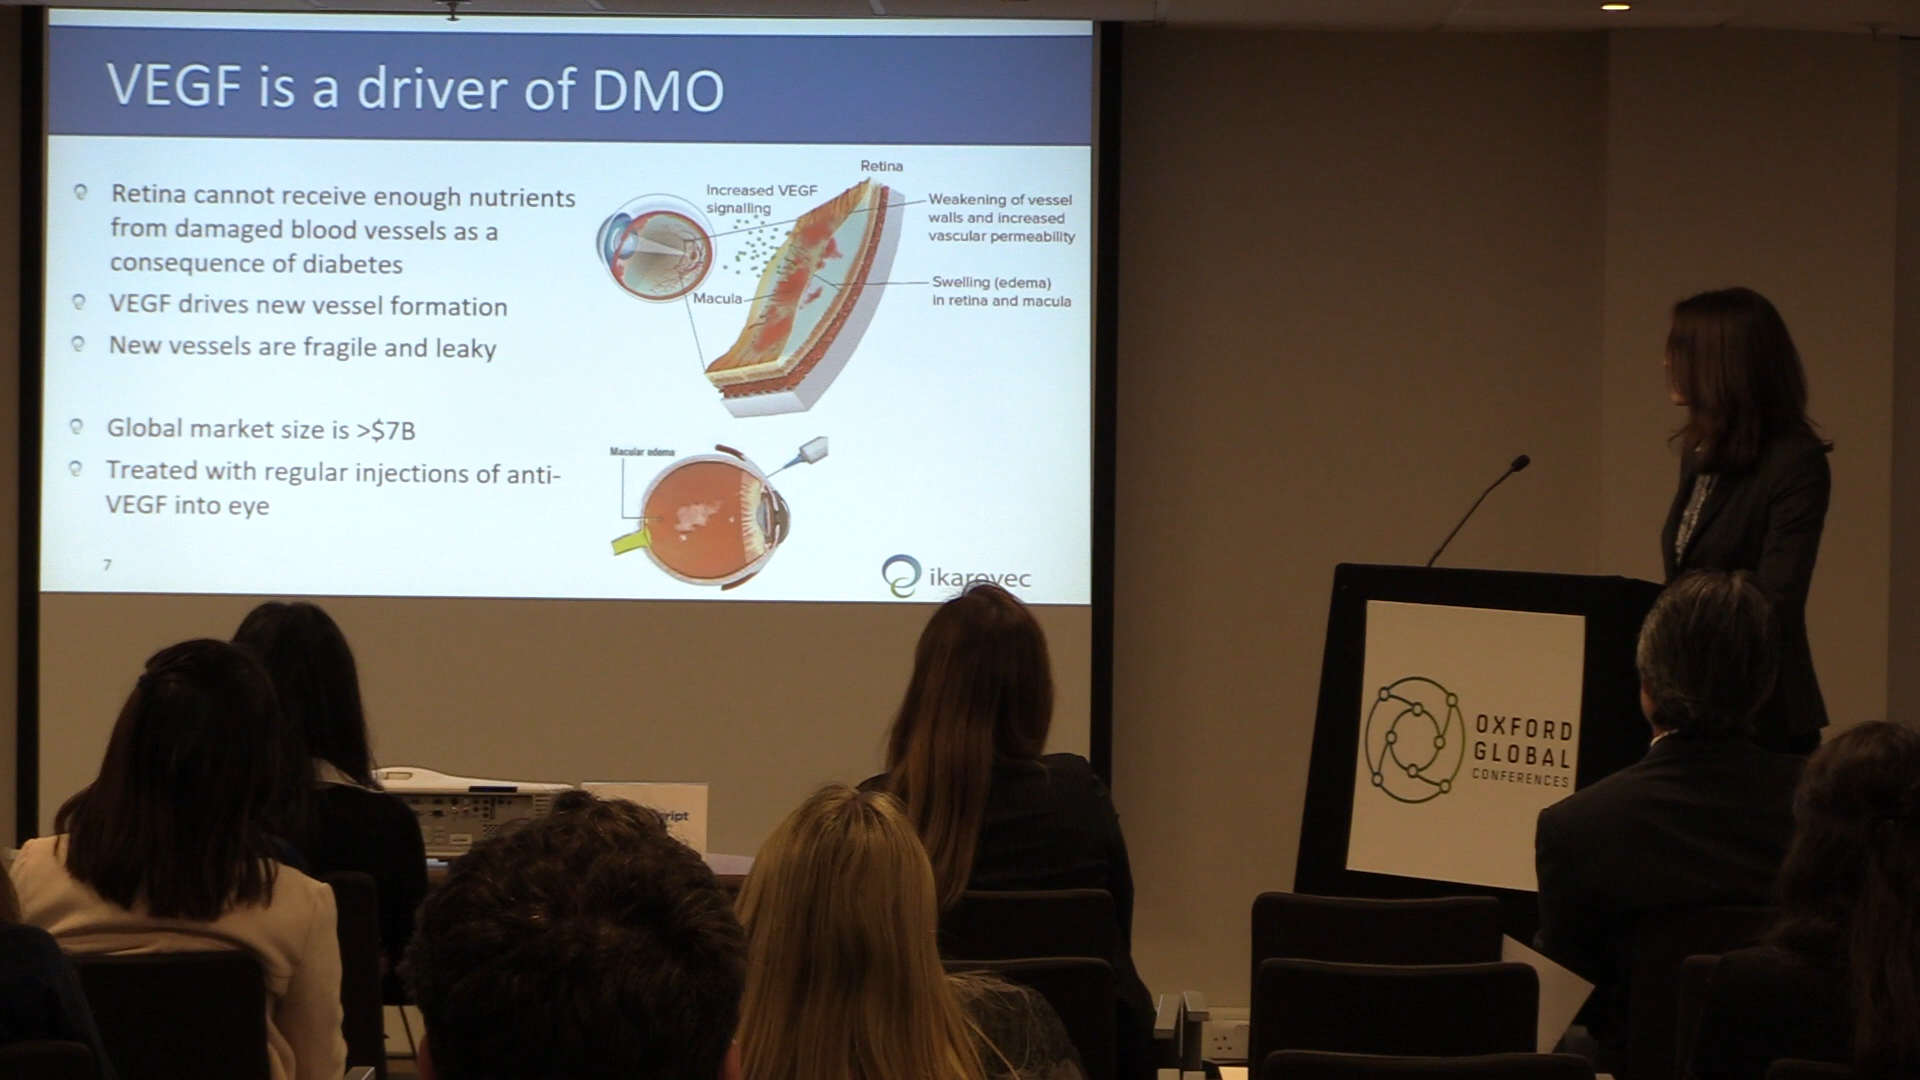 VEGF is a driver of DMO
Retina cannot receive enough nutrients
from damaged blood vessels as a
consequence of diabetes
VEGF drives new vessel formation
New vessels are fragile and leaky
Global market size is >$7B
Treated with regular injections of anti-
VEGF into eye
7
Retina
Increased VEGF
signalling
Weakening of vessel
walls and increased
vascular permeability
Macula
Swelling (edema)
in retina and macula
Macular edema
ikarovec
OXFORD
GLOBAL
CONFERENCES